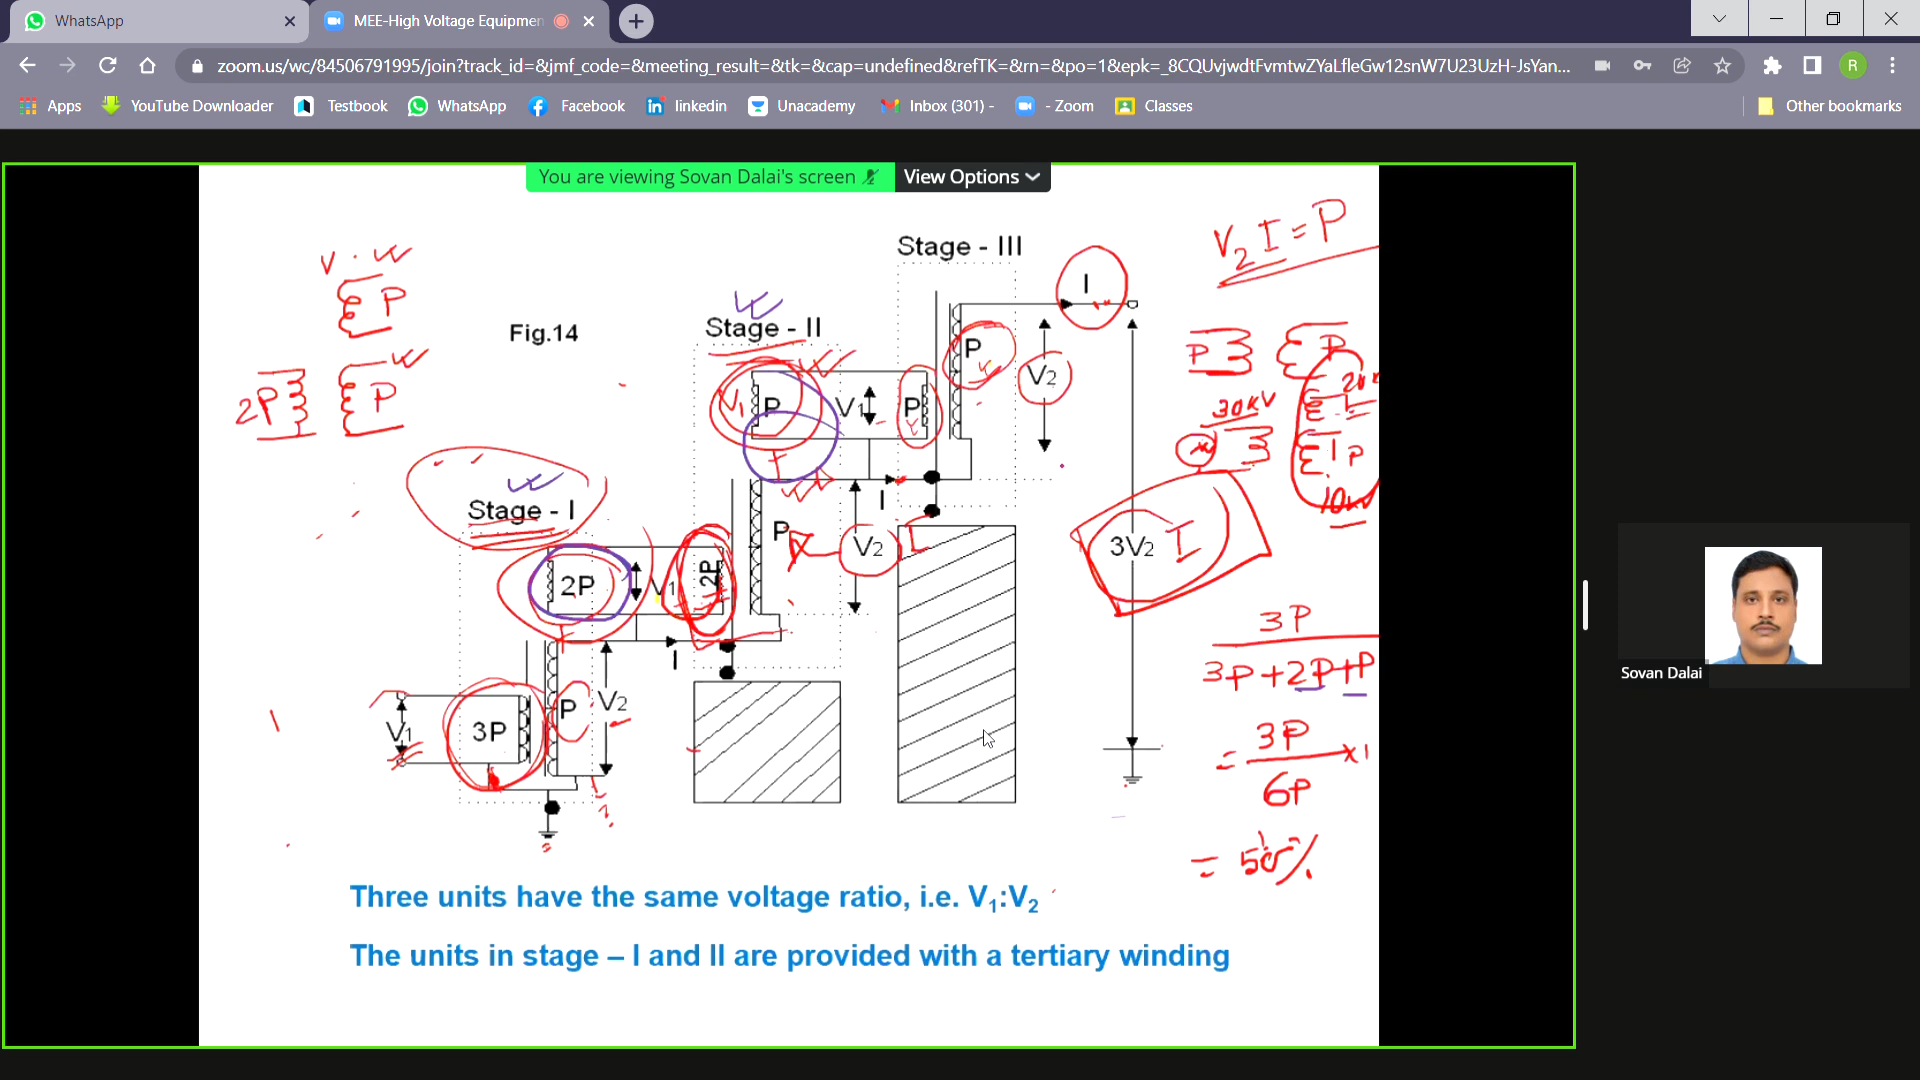 WhatsApp
MEE-High Voltage Equipmen
zoom.us/wc/84506791995/join?track_id=&jmf_code=&meeting_result=&tk=&cap=undefined&refTK=&rn=&po=1&epk=_8CQUvjwdtFvmtwZYaLfleGw12snW7U23UzH-JsYan...
R
Apps YouTube Downloader Testbook WhatsApp Facebook linkedin Unacademy Inbox (301) - - Zoom Classes Other bookmarks
You are viewing Sovan Dalai's screen View Options
V2 I = P
Stage - III
I
P
2P P
Fig.14
Stage - II
P V2
P P
V1 P V1 P
30KV
I
Stage - I
P V2
3V2 I
P
10KV
2P V1 2P
I
3P
3P+2P+P
V1 3P P V2
= 3P
6P
= 50%
Sovan Dalai
Three units have the same voltage ratio, i.e. V1:V2
The units in stage – I and II are provided with a tertiary winding